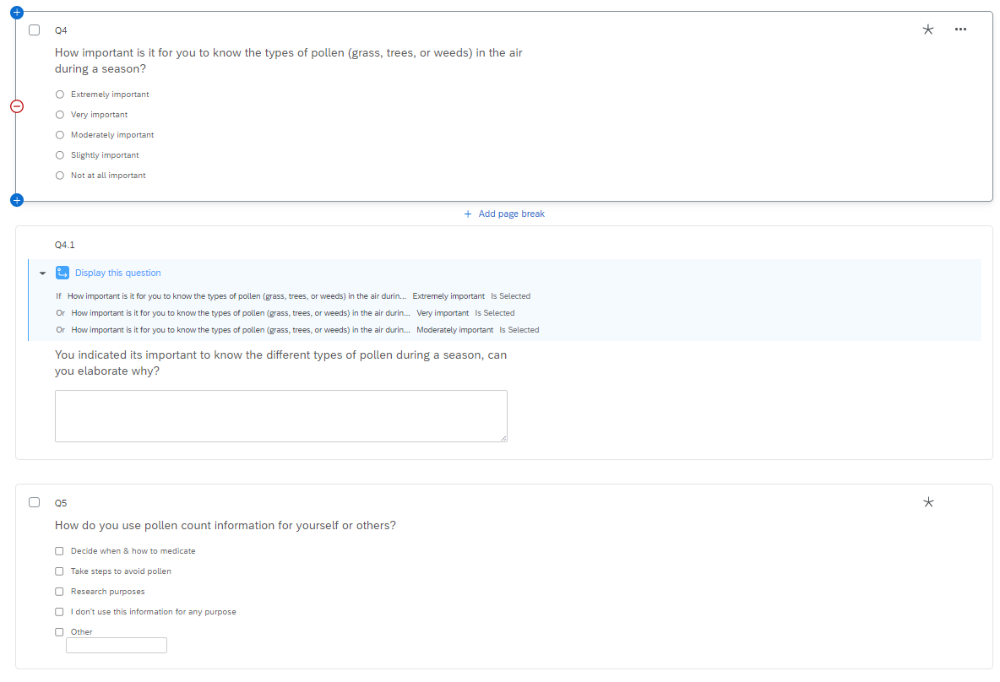 Q4
How important is it for you to know the types of pollen (grass, trees, or weeds) in the air
during a season?
Extremely important
Very important
Moderately important
Slightly important
Not at all important
+ Add page break
Q4.1
Display this question
If How important is it for you to know the types of pollen (grass, trees, or weeds) in the air durin... Extremely important Is Selected
Or How important is it for you to know the types of pollen (grass, trees, or weeds) in the air durin... Very important Is Selected
Or How important is it for you to know the types of pollen (grass, trees, or weeds) in the air durin... Moderately important Is Selected
You indicated its important to know the different types of pollen during a season, can
you elaborate why?
Q5
How do you use pollen count information for yourself or others?
Decide when & how to medicate
Take steps to avoid pollen
Research purposes
I don't use this information for any purpose
Other